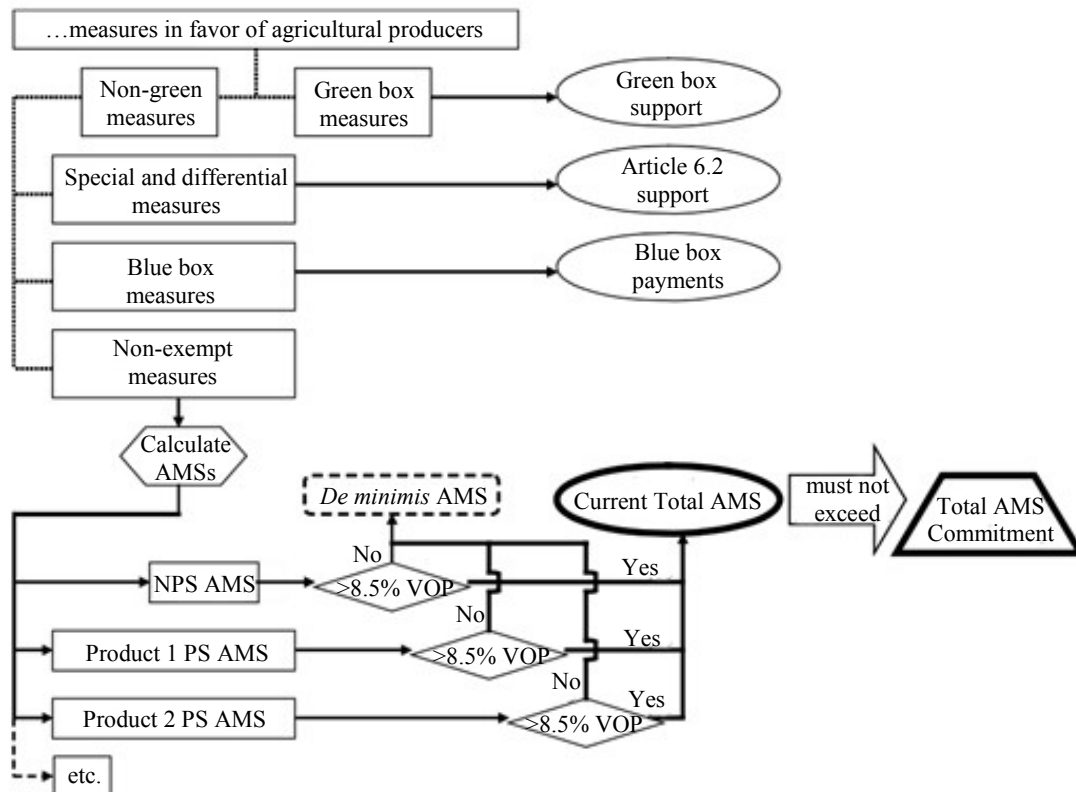 …measures in favor of agricultural producers
Non-green
measures
Green box
measures
Green box
support
Special and differential
measures
Article 6.2
support
Blue box
measures
Blue box
payments
Non-exempt
measures
Calculate
AMSs
De minimis AMS
Current Total AMS
must not
exceed
Total AMS
Commitment
No
NPS AMS
>8.5% VOP
Yes
No
Product 1 PS AMS
>8.5% VOP
Yes
No
Product 2 PS AMS
>8.5% VOP
Yes
etc.